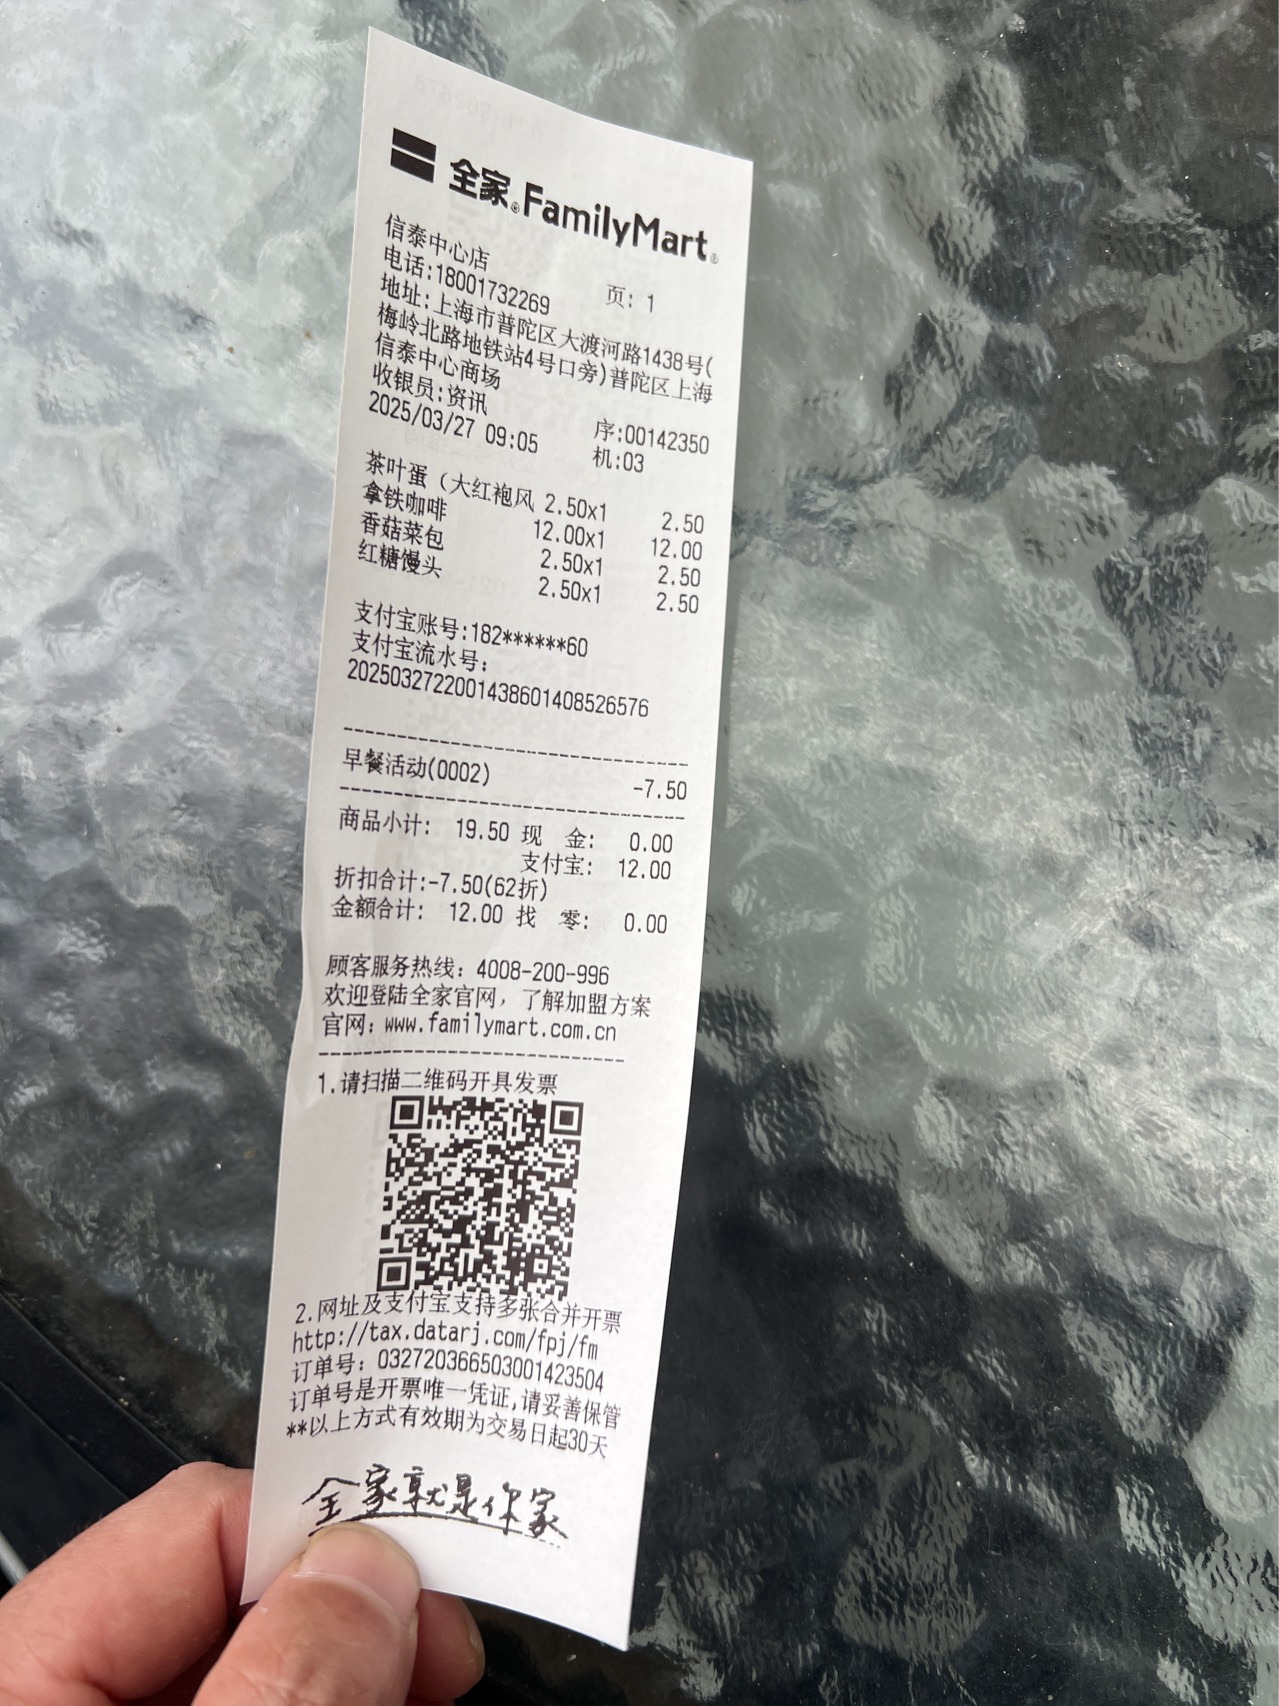 全家 FamilyMart
信泰中心店
电话:18001732269 页: 1
地址:上海市普陀区大渡河路1438号(
梅岭北路地铁站4号口旁)普陀区上海
信泰中心商场
收银员:资讯 序:00142350
2025/03/27 09:05 机:03
茶叶蛋（大红袍风 2.50x1 2.50
拿铁咖啡 12.00x1 12.00
香菇菜包 2.50x1 2.50
红糖馒头 2.50x1 2.50
支付宝账号:182******60
支付宝流水号:
2025032722001438601408526576
早餐活动(0002) -7.50
商品小计: 19.50 现 金: 0.00
支付宝: 12.00
折扣合计:-7.50(62折)
金额合计: 12.00 找 零: 0.00
顾客服务热线: 4008-200-996
欢迎登陆全家官网, 了解加盟方案
官网: www.familymart.com.cn
1.请扫描二维码开具发票
2.网址及支付宝支持多张合并开票
http://tax.datarj.com/fpj/fm
订单号: 032720366503001423504
订单号是开票唯一凭证,请妥善保管
**以上方式有效期为交易日起30天
全家就是你家